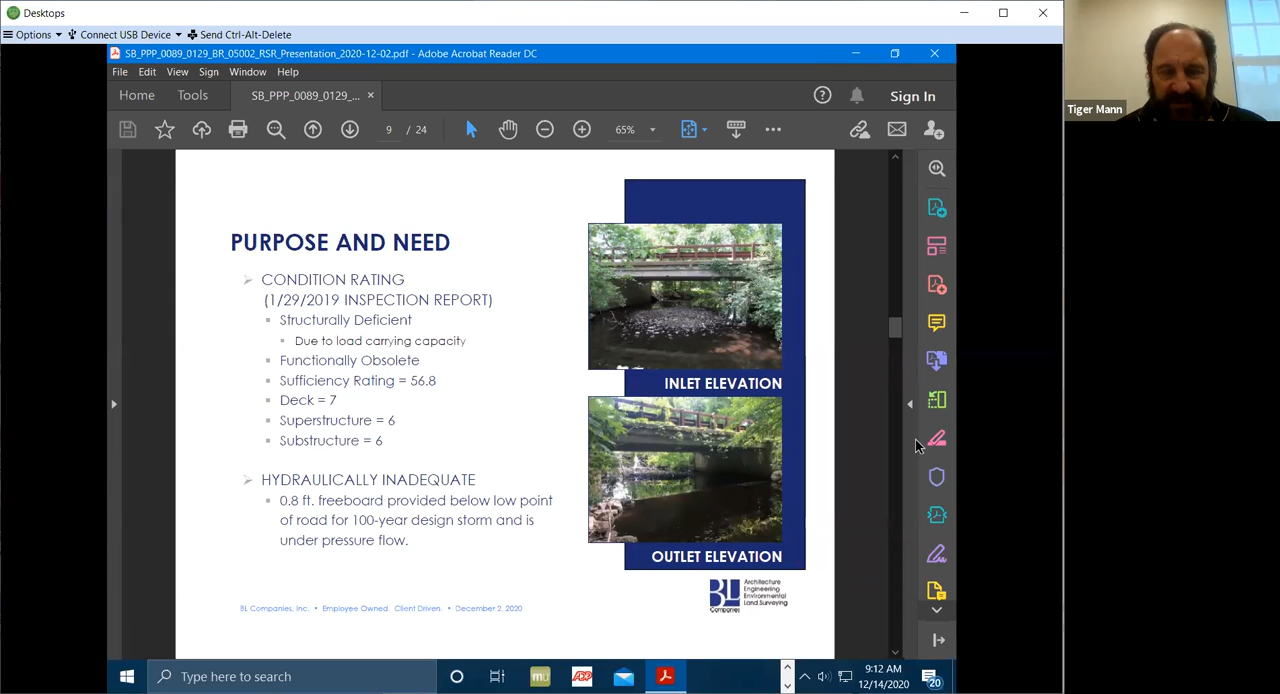 Desktops
Options
Connect USB Device
Send Ctrl-Alt-Delete
SB_PPP_0089_0129_BR_05002_RSR_Presentation_2020-12-02.pdf - Adobe Acrobat Reader DC
File Edit View Sign Window Help
Home Tools SB_PPP_0089_0129_... × Sign In
9 / 24 65%
PURPOSE AND NEED
CONDITION RATING
(1/29/2019 INSPECTION REPORT)
Structurally Deficient
Due to load carrying capacity
Functionally Obsolete
Sufficiency Rating = 56.8
Deck = 7
Superstructure = 6
Substructure = 6
HYDRAULICALLY INADEQUATE
0.8 ft. freeboard provided below low point
of road for 100-year design storm and is
under pressure flow.
INLET ELEVATION
OUTLET ELEVATION
BL Companies, Inc. • Employee Owned. Client Driven. • December 2, 2020
BL
Companies
Architecture
Engineering
Environmental
Land Surveying
Tiger Mann
Type here to search
mu
ADP
9:12 AM
12/14/2020
20